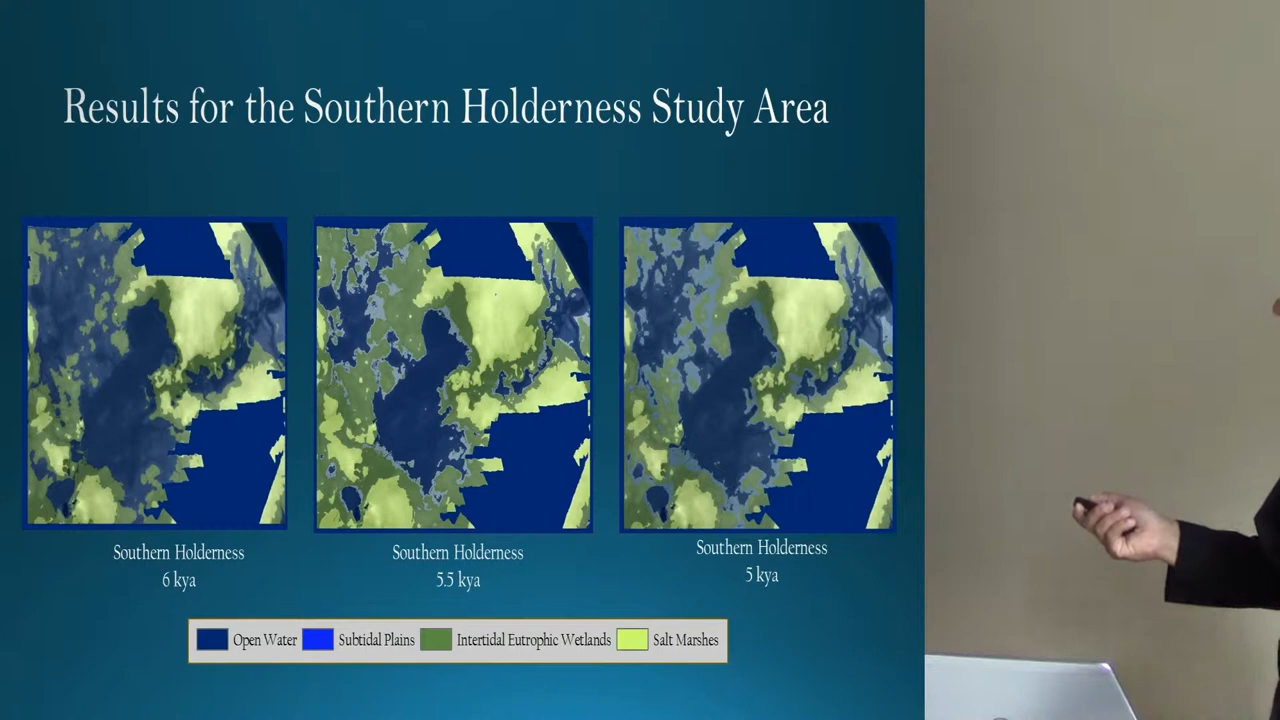 Results for the Southern Holderness Study Area
Southern Holderness
6 kya
Southern Holderness
5.5 kya
Southern Holderness
5 kya
Open Water Subtidal Plains Intertidal Eutrophic Wetlands Salt Marshes